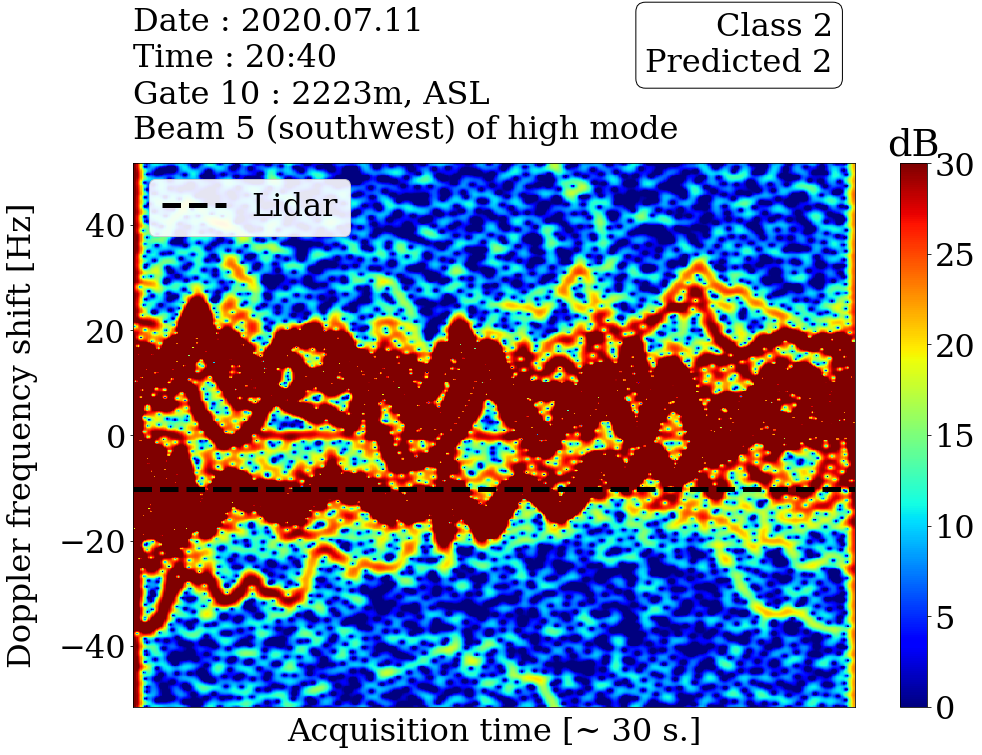 Date : 2020.07.11
Time : 20:40
Gate 10 : 2223m, ASL
Beam 5 (southwest) of high mode
Class 2
Predicted 2
dB
Lidar
Doppler frequency shift [Hz]
40
20
0
−20
−40
30
25
20
15
10
5
0
Acquisition time [~ 30 s.]